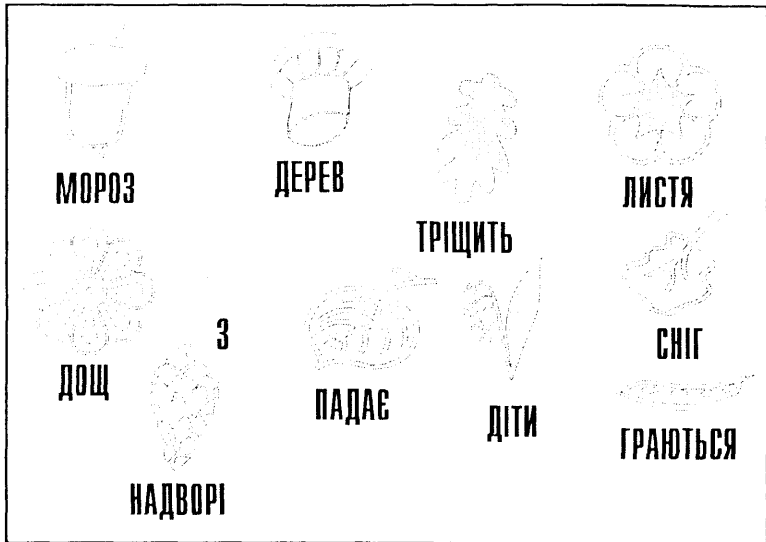 МОРОЗ
ДЕРЕВ
ТРІЩИТЬ
ЛИСТЯ
ДОЩ
З
НАДВОРІ
ПАДАЄ
ДІТИ
СНІГ
ГРАЮТЬСЯ